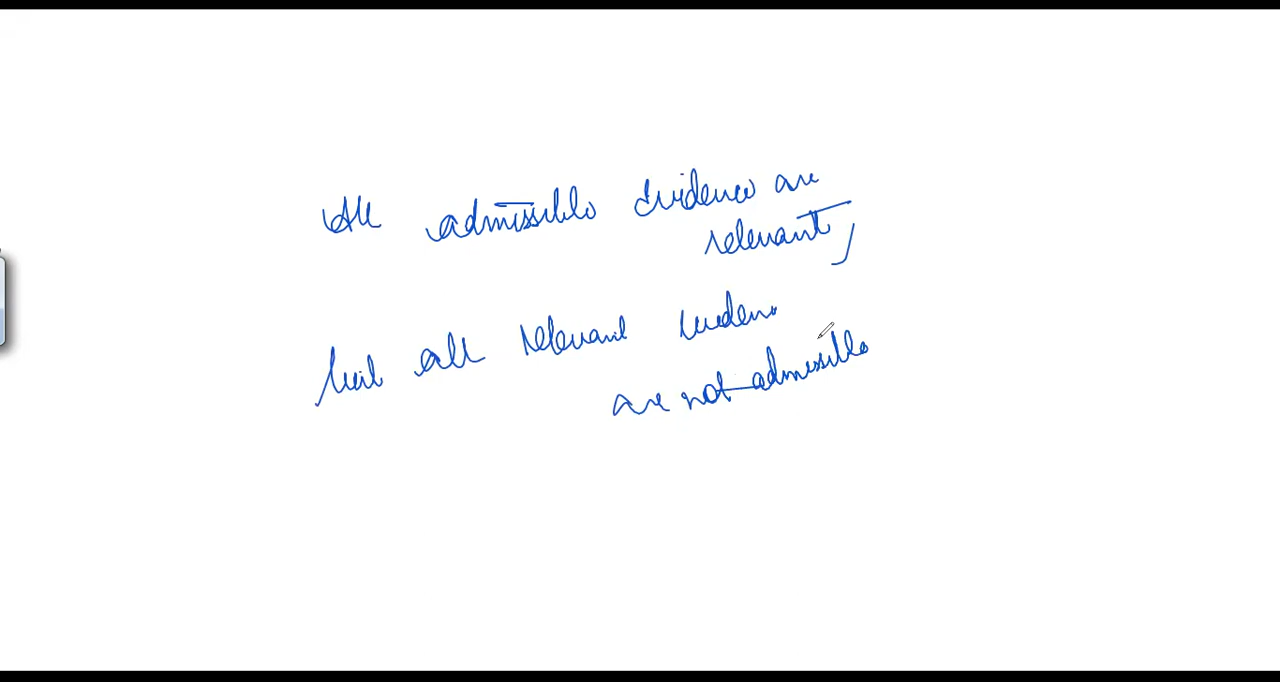 All admissible Evidence are
relevant,
but all relevant Evidence
are not admissible